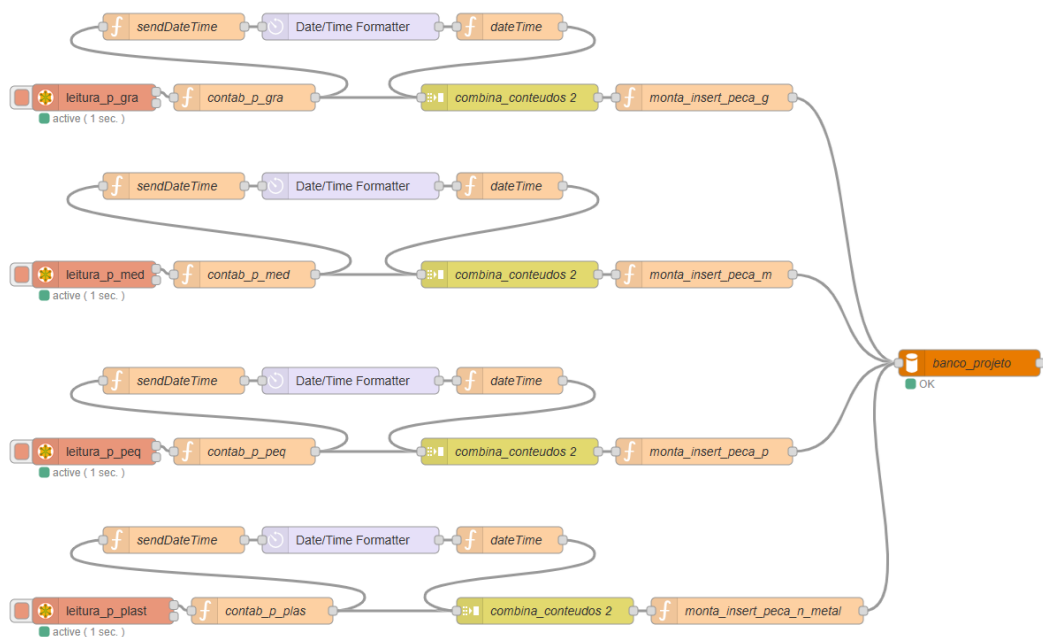 sendDateTime
Date/Time Formatter
dateTime
leitura_p_gra
contab_p_gra
combina_conteudos 2
monta_insert_peca_g
active ( 1 sec. )
sendDateTime
Date/Time Formatter
dateTime
leitura_p_med
contab_p_med
combina_conteudos 2
monta_insert_peca_m
active ( 1 sec. )
banco_projeto
OK
sendDateTime
Date/Time Formatter
dateTime
leitura_p_peq
contab_p_peq
combina_conteudos 2
monta_insert_peca_p
active ( 1 sec. )
sendDateTime
Date/Time Formatter
dateTime
leitura_p_plast
contab_p_plas
combina_conteudos 2
monta_insert_peca_n_metal
active ( 1 sec. )